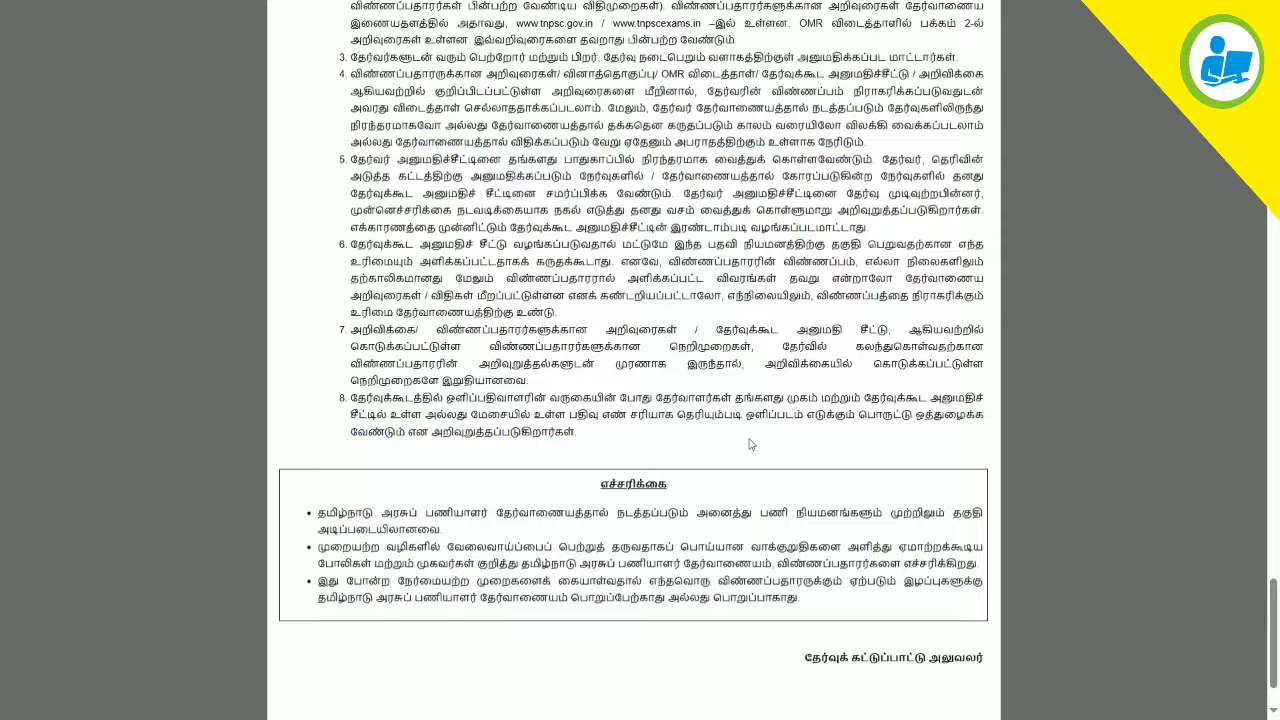 விண்ணப்பதாரர்கள் பின்பற்ற வேண்டிய விதிமுறைகள்). விண்ணப்பதாரர்களுக்கான அறிவுரைகள் தேர்வாணைய
இணையதளத்தில் அதாவது, www.tnpsc.gov.in / www.tnpscexams.in –இல் உள்ளன. OMR விடைத்தாளில் பக்கம் 2-ல்
அறிவுரைகள் உள்ளன. இவ்வறிவுரைகளை தவறாது பின்பற்ற வேண்டும்.
3. தேர்வர்களுடன் வரும் பெற்றோர் மற்றும் பிறர், தேர்வு நடைபெறும் வளாகத்திற்குள் அனுமதிக்கப்பட மாட்டார்கள்.
4. விண்ணப்பதாரருக்கான அறிவுரைகள்/ வினாத்தொகுப்பு/ OMR விடைத்தாள்/ தேர்வுக்கூட அனுமதிச்சீட்டு / அறிவிக்கை
ஆகியவற்றில் குறிப்பிடப்பட்டுள்ள அறிவுரைகளை மீறினால், தேர்வரின் விண்ணப்பம் நிராகரிக்கப்படுவதுடன்
அவரது விடைத்தாள் செல்லாததாக்கப்படலாம். மேலும், தேர்வர் தேர்வாணையத்தால் நடத்தப்படும் தேர்வுகளிலிருந்து
நிரந்தரமாகவோ அல்லது தேர்வாணையத்தால் தக்கதென கருதப்படும் காலம் வரையிலோ விலக்கி வைக்கப்படலாம்
அல்லது தேர்வாணையத்தால் விதிக்கப்படும் வேறு ஏதேனும் அபராதத்திற்கும் உள்ளாக நேரிடும்.
5. தேர்வர் அனுமதிச்சீட்டினை தங்களது பாதுகாப்பில் நிரந்தரமாக வைத்துக் கொள்ளவேண்டும். தேர்வர், தெரிவின்
அடுத்த கட்டத்திற்கு அனுமதிக்கப்படும் நேர்வுகளில் / தேர்வாணையத்தால் கோரப்படுகின்ற நேர்வுகளில் தனது
தேர்வுக்கூட அனுமதிச் சீட்டினை சமர்ப்பிக்க வேண்டும். தேர்வர் அனுமதிச்சீட்டினை தேர்வு முடிவுற்றபின்னர்,
முன்னெச்சரிக்கை நடவடிக்கையாக நகல் எடுத்து தனது வசம் வைத்துக் கொள்ளுமாறு அறிவுறுத்தப்படுகிறார்கள்.
எக்காரணத்தை முன்னிட்டும் தேர்வுக்கூட அனுமதிச்சீட்டின் இரண்டாம்படி வழங்கப்படமாட்டாது.
6. தேர்வுக்கூட அனுமதிச் சீட்டு வழங்கப்படுவதால் மட்டுமே இந்த பதவி நியமனத்திற்கு தகுதி பெறுவதற்கான எந்த
உரிமையும் அளிக்கப்பட்டதாகக் கருதக்கூடாது. எனவே, விண்ணப்பதாரரின் விண்ணப்பம், எல்லா நிலைகளிலும்
தற்காலிகமானது மேலும் விண்ணப்பதாரரால் அளிக்கப்பட்ட விவரங்கள் தவறு என்றாலோ தேர்வாணைய
அறிவுரைகள் / விதிகள் மீறப்பட்டுள்ளன எனக் கண்டறியப்பட்டாலோ, எந்நிலையிலும், விண்ணப்பத்தை நிராகரிக்கும்
உரிமை தேர்வாணையத்திற்கு உண்டு.
7. அறிவிக்கை/ விண்ணப்பதாரர்களுக்கான அறிவுரைகள் / தேர்வுக்கூட அனுமதி சீட்டு, ஆகியவற்றில்
கொடுக்கப்பட்டுள்ள விண்ணப்பதாரர்களுக்கான நெறிமுறைகள், தேர்வில் கலந்துகொள்வதற்கான
விண்ணப்பதாரரின் அறிவுறுத்தல்களுடன் முரணாக இருந்தால், அறிவிக்கையில் கொடுக்கப்பட்டுள்ள
நெறிமுறைகளே இறுதியானவை.
8. தேர்வுக்கூடத்தில் ஒளிப்பதிவாளரின் வருகையின் போது தேர்வாளர்கள் தங்களது முகம் மற்றும் தேர்வுக்கூட அனுமதிச்
சீட்டில் உள்ள அல்லது மேசையில் உள்ள பதிவு எண் சரியாக தெரியும்படி ஒளிப்படம் எடுக்கும் பொருட்டு ஒத்துழைக்க
வேண்டும் என அறிவுறுத்தப்படுகிறார்கள்.
எச்சரிக்கை
• தமிழ்நாடு அரசுப் பணியாளர் தேர்வாணையத்தால் நடத்தப்படும் அனைத்து பணி நியமனங்களும் முற்றிலும் தகுதி
அடிப்படையிலானவை.
• முறையற்ற வழிகளில் வேலைவாய்ப்பைப் பெற்றுத் தருவதாகப் பொய்யான வாக்குறுதிகளை அளித்து ஏமாற்றக்கூடிய
போலிகள் மற்றும் முகவர்கள் குறித்து தமிழ்நாடு அரசுப் பணியாளர் தேர்வாணையம், விண்ணப்பதாரர்களை எச்சரிக்கிறது.
• இது போன்ற நேர்மையற்ற முறைகளைக் கையாள்வதால் எந்தவொரு விண்ணப்பதாரருக்கும் ஏற்படும் இழப்புகளுக்கு
தமிழ்நாடு அரசுப் பணியாளர் தேர்வாணையம் பொறுப்பேற்காது அல்லது பொறுப்பாகாது.
தேர்வுக் கட்டுப்பாட்டு அலுவலர்